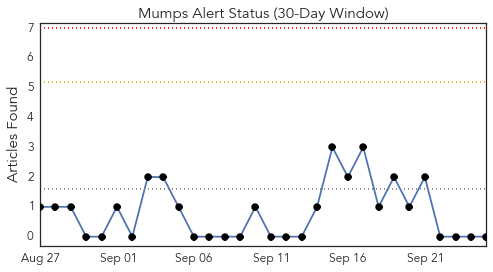 Mumps Alert Status (30-Day Window)
Articles Found
7
6
5
4
3
2
1
0
Aug 27 Sep 01 Sep 06 Sep 11 Sep 16 Sep 21